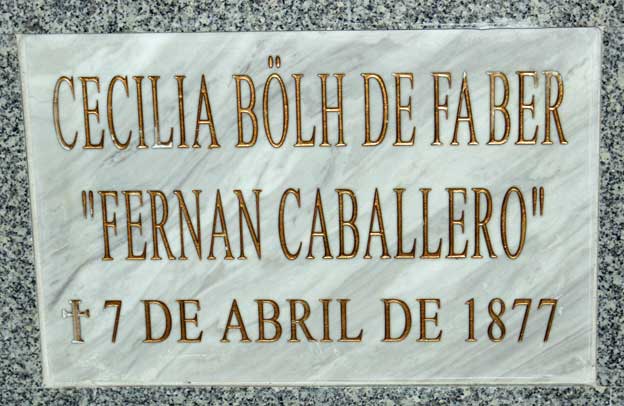 CECILIA BÖLH DE FABER
"FERNAN CABALLERO"
† 7 DE ABRIL DE 1877